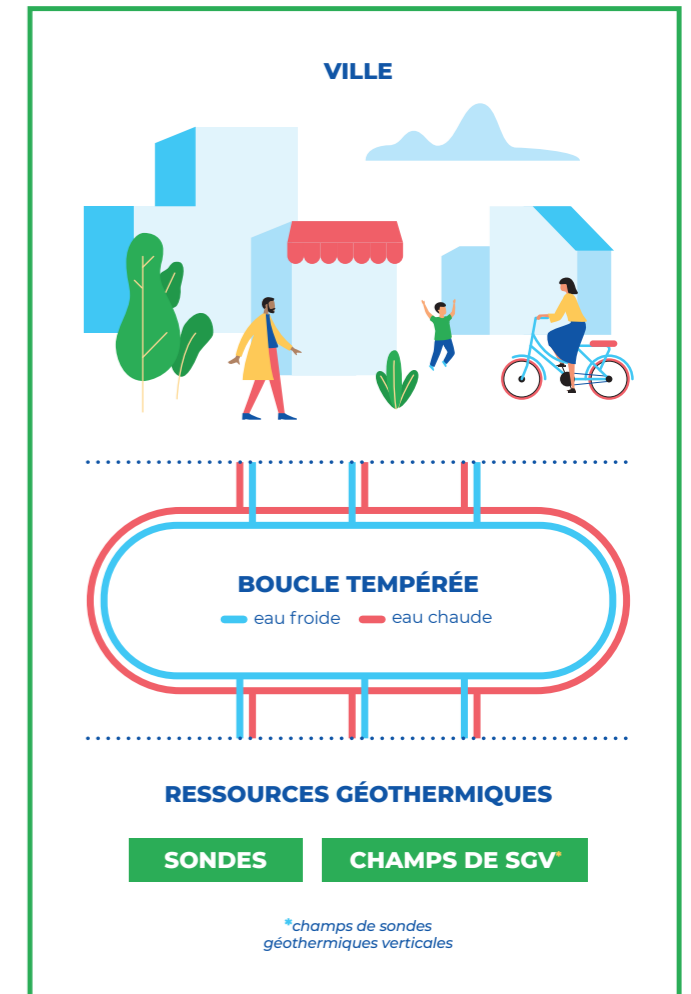 VILLE
BOUCLE TEMPÉRÉE
eau froide eau chaude
RESSOURCES GÉOTHERMIQUES
SONDES CHAMPS DE SGV*
*champs de sondes
géothermiques verticales